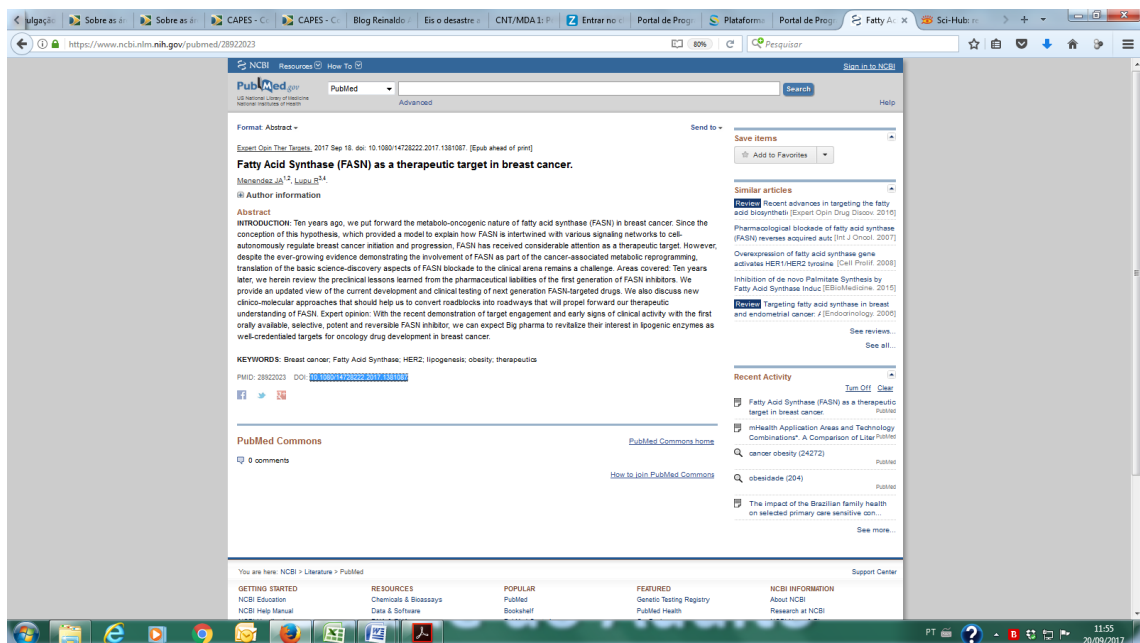 ulgação
Sobre as ár
Sobre as ár
CAPES - Co
CAPES - Co
Blog Reinaldo A
Eis o desastre a
CNT/MDA 1: P
Entrar no
Portal de Progr
Plataforma
Portal de Progr
Fatty Ac
Sci-Hub: re
https://www.ncbi.nlm.nih.gov/pubmed/28922023
80%
Pesquisar
NCBI Resources How To
Sign in to NCBI
PubMed.gov
US National Library of Medicine
National Institutes of Health
PubMed
Search
Advanced
Help
Format: Abstract
Send to
Expert Opin Ther Targets. 2017 Sep 18. doi: 10.1080/14728222.2017.1381087. [Epub ahead of print]
Fatty Acid Synthase (FASN) as a therapeutic target in breast cancer.
Menendez JA1,2, Lupu R3,4.
Author information
Abstract
INTRODUCTION: Ten years ago, we put forward the metabolo-oncogenic nature of fatty acid synthase (FASN) in breast cancer. Since the
conception of this hypothesis, which provided a model to explain how FASN is intertwined with various signaling networks to cell-
autonomously regulate breast cancer initiation and progression, FASN has received considerable attention as a therapeutic target. However,
despite the ever-growing evidence demonstrating the involvement of FASN as part of the cancer-associated metabolic reprogramming,
translation of the basic science-discovery aspects of FASN blockade to the clinical arena remains a challenge. Areas covered: Ten years
later, we herein review the preclinical lessons learned from the pharmaceutical liabilities of the first generation of FASN inhibitors. We
provide an updated view of the current development and clinical testing of next generation FASN-targeted drugs. We also discuss new
clinico-molecular approaches that should help us to convert roadblocks into roadways that will propel forward our therapeutic
understanding of FASN. Expert opinion: With the recent demonstration of target engagement and early signs of clinical activity with the first
orally available, selective, potent and reversible FASN inhibitor, we can expect Big pharma to revitalize their interest in lipogenic enzymes as
well-credentialed targets for oncology drug development in breast cancer.
KEYWORDS: Breast cancer; Fatty Acid Synthase; HER2; lipogenesis; obesity; therapeutics
PMID: 28922023 DOI: 10.1080/14728222.2017.1381087
PubMed Commons
PubMed Commons home
0 comments
How to join PubMed Commons
Save items
Add to Favorites
Similar articles
Review Recent advances in targeting the fatty
acid biosyntheti [Expert Opin Drug Discov. 2016]
Pharmacological blockade of fatty acid synthase
(FASN) reverses acquired auto [Int J Oncol. 2007]
Overexpression of fatty acid synthase gene
activates HER1/HER2 tyrosine [Cell Prolif. 2008]
Inhibition of de novo Palmitate Synthesis by
Fatty Acid Synthase Induc [EBioMedicine. 2015]
Review Targeting fatty acid synthase in breast
and endometrial cancer: A [Endocrinology. 2006]
See reviews...
See all...
Recent Activity
Turn Off Clear
Fatty Acid Synthase (FASN) as a therapeutic
target in breast cancer. PubMed
mHealth Application Areas and Technology
Combinations*. A Comparison of Liter PubMed
cancer obesity (24272)
PubMed
obesidade (204)
PubMed
The impact of the Brazilian family health
on selected primary care sensitive con...
See more...
You are here: NCBI > Literature > PubMed
Support Center
GETTING STARTED
NCBI Education
NCBI Help Manual
RESOURCES
Chemicals & Bioassays
Data & Software
POPULAR
PubMed
Bookshelf
FEATURED
Genetic Testing Registry
PubMed Health
NCBI INFORMATION
About NCBI
Research at NCBI
PT
11:55
20/09/2017